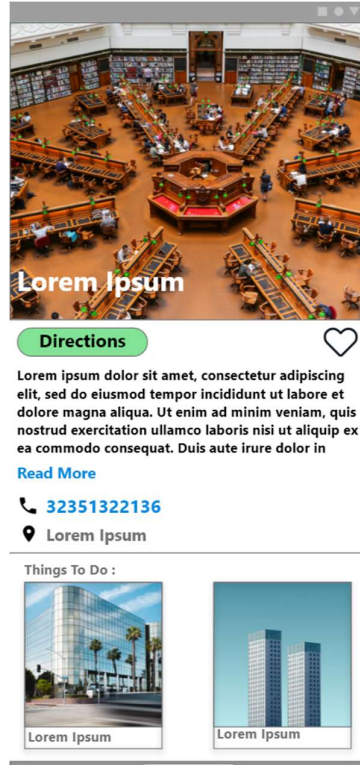 Lorem Ipsum
Directions
Lorem ipsum dolor sit amet, consectetur adipiscing
elit, sed do eiusmod tempor incididunt ut labore et
dolore magna aliqua. Ut enim ad minim veniam, quis
nostrud exercitation ullamco laboris nisi ut aliquip ex
ea commodo consequat. Duis aute irure dolor in
Read More
32351322136
Lorem Ipsum
Things To Do :
Lorem Ipsum
Lorem Ipsum